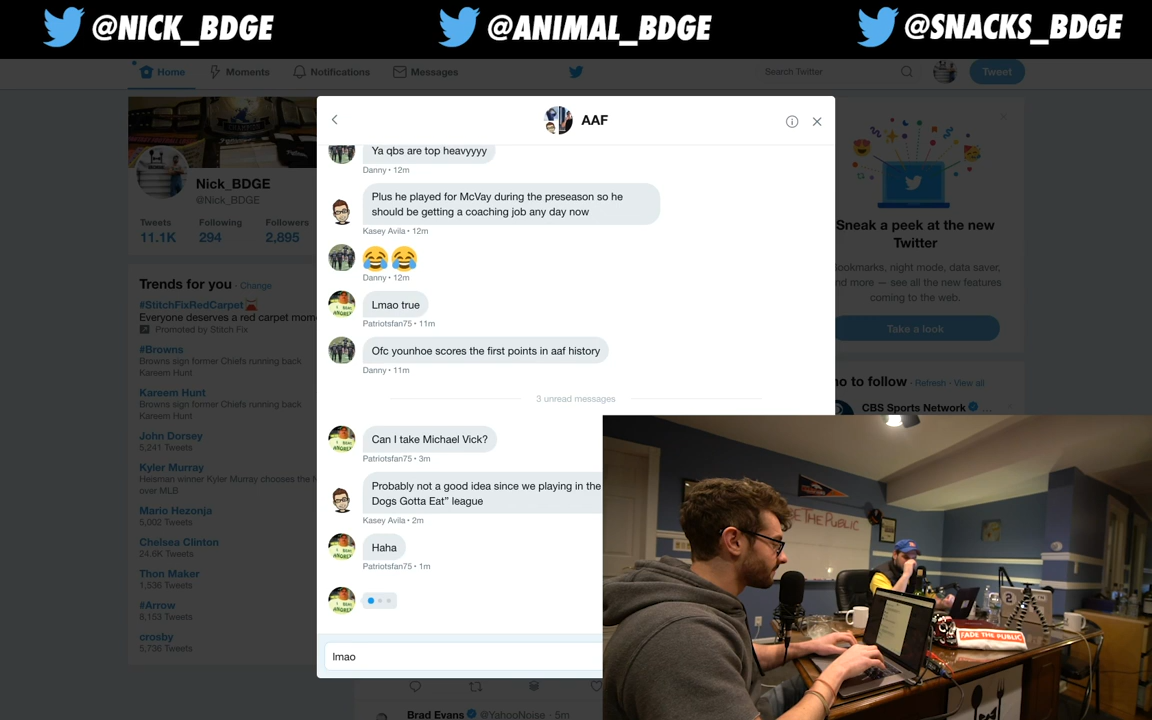 @NICK_BDGE
@ANIMAL_BDGE
@SNACKS_BDGE
Home
Moments
Notifications
Messages
Search Twitter
Tweet
Nick_BDGE
@Nick_BDGE
Tweets
Following
Followers
11.1K
294
2,895
Trends for you · Change
#StitchFixRedCarpet
Everyone deserves a red carpet mom
Promoted by Stitch Fix
#Browns
Browns sign former Chiefs running back
Kareem Hunt
Kareem Hunt
Browns sign former Chiefs running back
Kareem Hunt
John Dorsey
5,241 Tweets
Kyler Murray
Heisman winner Kyler Murray chooses the N
over MLB
Mario Hezonja
5,002 Tweets
Chelsea Clinton
24.6K Tweets
Thon Maker
1,536 Tweets
#Arrow
8,153 Tweets
crosby
5,736 Tweets
AAF
Ya qbs are top heavyyyy
Danny · 12m
Plus he played for McVay during the preseason so he
should be getting a coaching job any day now
Kasey Avila · 12m
😂😂
Danny · 12m
Lmao true
Patriotsfan75 · 11m
Ofc younhoe scores the first points in aaf history
Danny · 11m
3 unread messages
Can I take Michael Vick?
Patriotsfan75 · 3m
Probably not a good idea since we playing in the
Dogs Gotta Eat" league
Kasey Avila · 2m
Haha
Patriotsfan75 · 1m
lmao
Brad Evans @YahooNoise · 5m
Sneak a peek at the new
Twitter
ookmarks, night mode, data saver,
nd more — see all the new features
coming to the web.
Take a look
ho to follow · Refresh · View all
CBS Sports Network ...
E THE PUBLIC
FADE THE PUBLIC